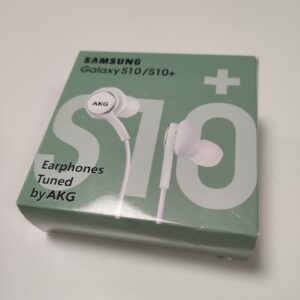 SAMSUNG
Galaxy S10/S10+
S10+
AKG
Earphones
Tuned
by AKG